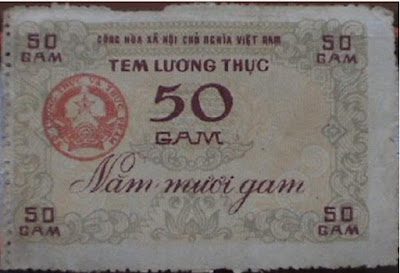 50 GAM
CỘNG HÒA XÃ HỘI CHỦ NGHĨA VIỆT NAM
50 GAM
TEM LƯƠNG THỰC
50
GAM
Năm mươi gam
50 GAM
50 GAM